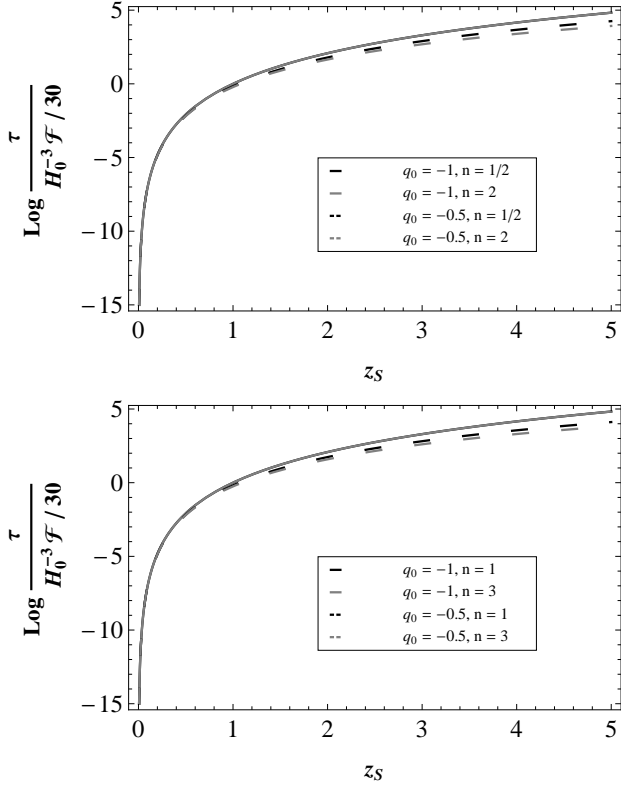 5
0
−5
−10
−15
Log τ / H₀⁻³ ℱ / 30
q₀ = −1, n = 1/2
q₀ = −1, n = 2
q₀ = −0.5, n = 1/2
q₀ = −0.5, n = 2
0 1 2 3 4 5
z_S
5
0
−5
−10
−15
Log τ / H₀⁻³ ℱ / 30
q₀ = −1, n = 1
q₀ = −1, n = 3
q₀ = −0.5, n = 1
q₀ = −0.5, n = 3
0 1 2 3 4 5
z_S